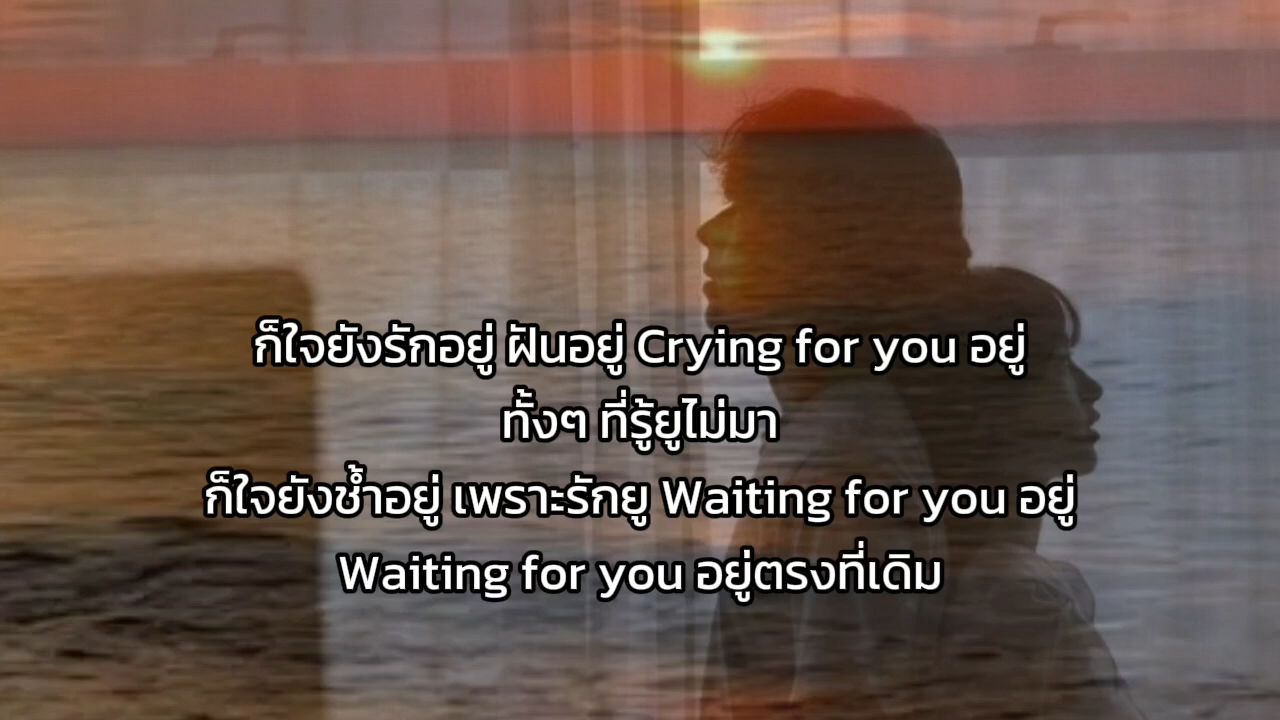 ก็ใจยังรักอยู่ ฝันอยู่ Crying for you อยู่
ทั้งๆ ที่รู้ยูไม่มา
ก็ใจยังช้ำอยู่ เพราะรักยู Waiting for you อยู่
Waiting for you อยู่ตรงที่เดิม